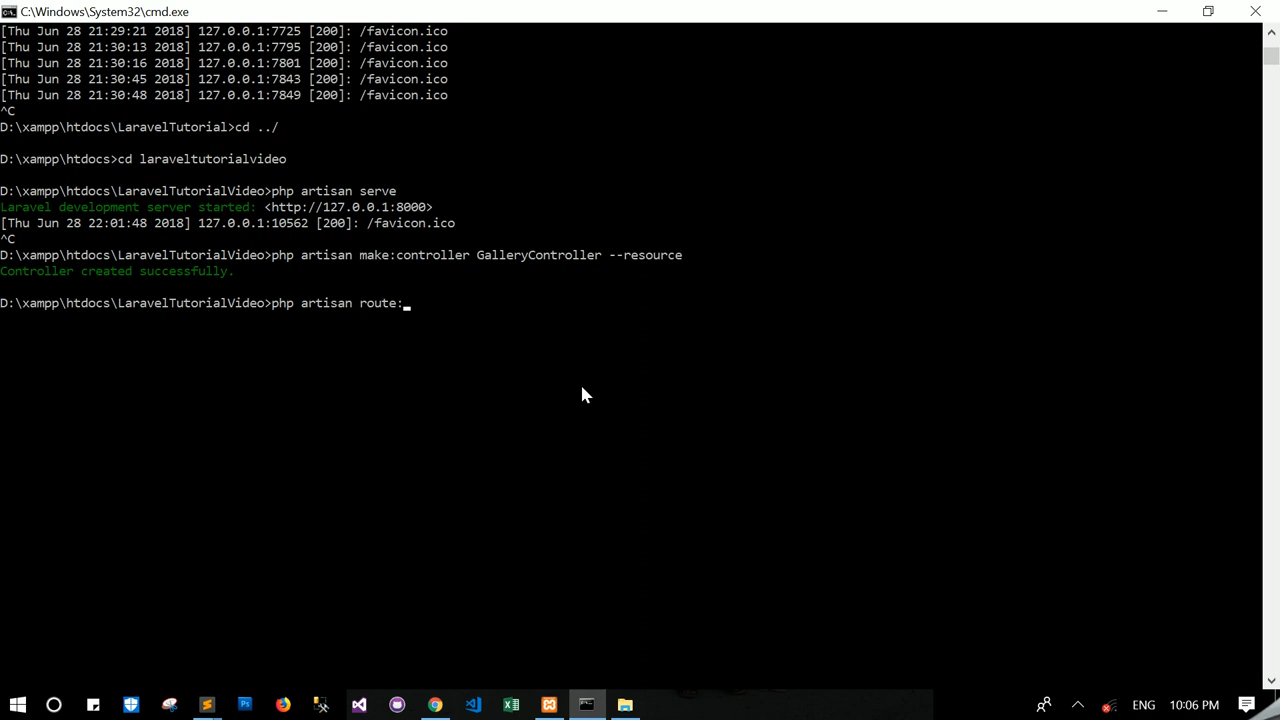 C:\Windows\System32\cmd.exe
[Thu Jun 28 21:29:21 2018] 127.0.0.1:7725 [200]: /favicon.ico
[Thu Jun 28 21:30:13 2018] 127.0.0.1:7795 [200]: /favicon.ico
[Thu Jun 28 21:30:16 2018] 127.0.0.1:7801 [200]: /favicon.ico
[Thu Jun 28 21:30:45 2018] 127.0.0.1:7843 [200]: /favicon.ico
[Thu Jun 28 21:30:48 2018] 127.0.0.1:7849 [200]: /favicon.ico
^C
D:\xampp\htdocs\LaravelTutorial>cd ../
D:\xampp\htdocs>cd laraveltutorialvideo
D:\xampp\htdocs\LaravelTutorialVideo>php artisan serve
Laravel development server started: <http://127.0.0.1:8000>
[Thu Jun 28 22:01:48 2018] 127.0.0.1:10562 [200]: /favicon.ico
^C
D:\xampp\htdocs\LaravelTutorialVideo>php artisan make:controller GalleryController --resource
Controller created successfully.
D:\xampp\htdocs\LaravelTutorialVideo>php artisan route:_
ENG 10:06 PM